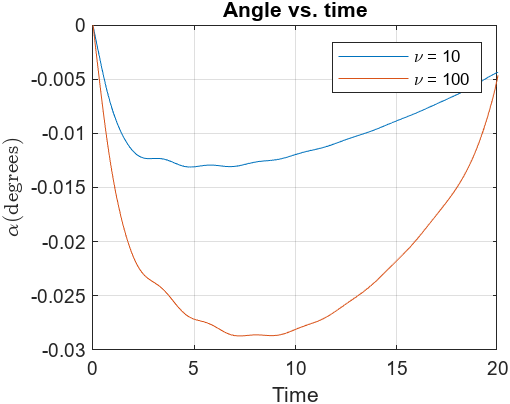 Angle vs. time
0
-0.005
-0.01
-0.015
-0.02
-0.025
-0.03
α(degrees)
ν = 10
ν = 100
0 5 10 15 20
Time